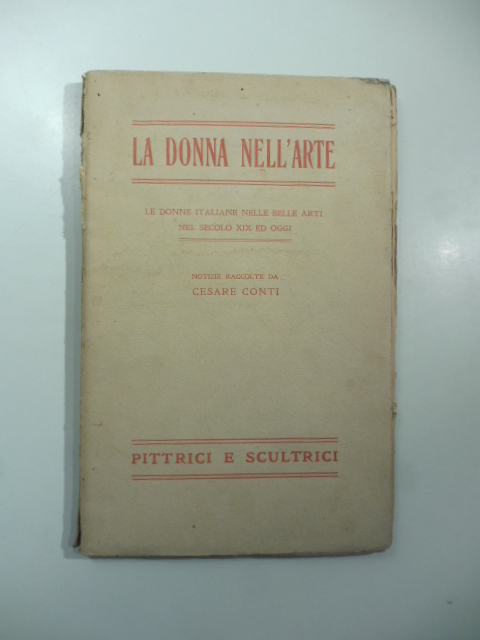 LA DONNA NELL'ARTE
LE DONNE ITALIANE NELLE BELLE ARTI
NEL SECOLO XIX ED OGGI
NOTIZIE RACCOLTE DA
CESARE CONTI
PITTRICI E SCULTRICI